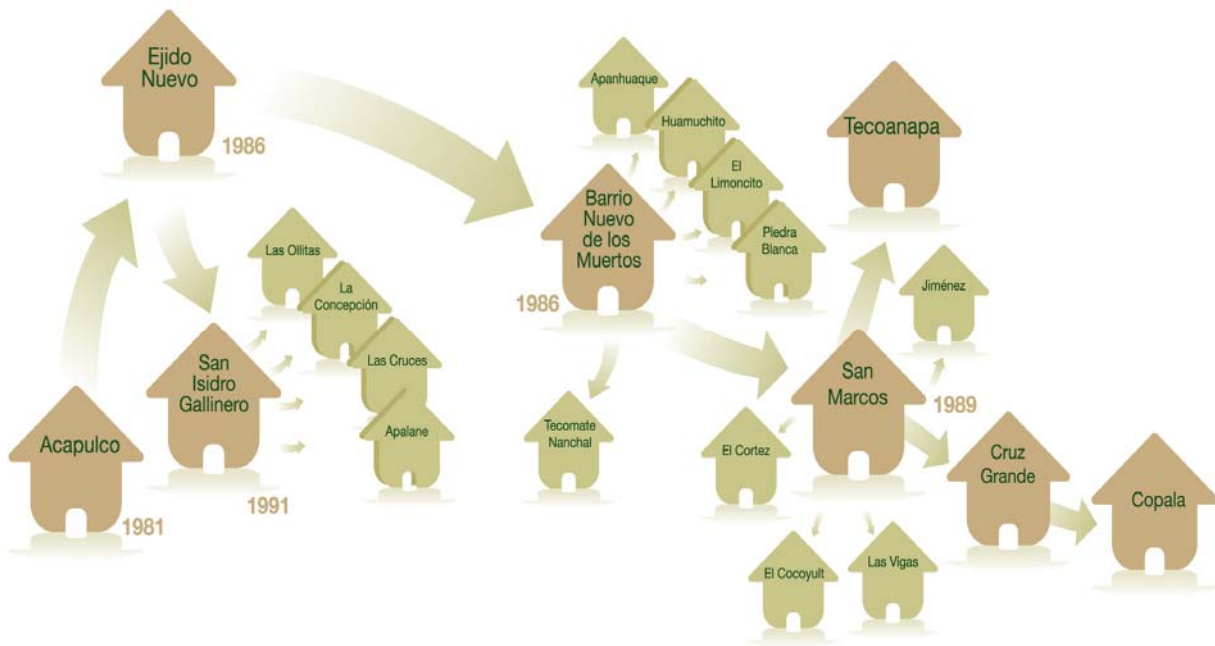 Ejido
Nuevo
1986
Apanhuaque
Huamuchito
El
Limoncito
Piedra
Blanca
Tecoanapa
Barrio
Nuevo
de los
Muertos
1986
Las Ollitas
La
Concepción
Las Cruces
Apalane
San
Isidro
Gallinero
1991
Acapulco
1981
Tecomate
Nanchal
Jiménez
San
Marcos
1989
El Cortez
Cruz
Grande
Copala
El Cocoyult
Las Vigas